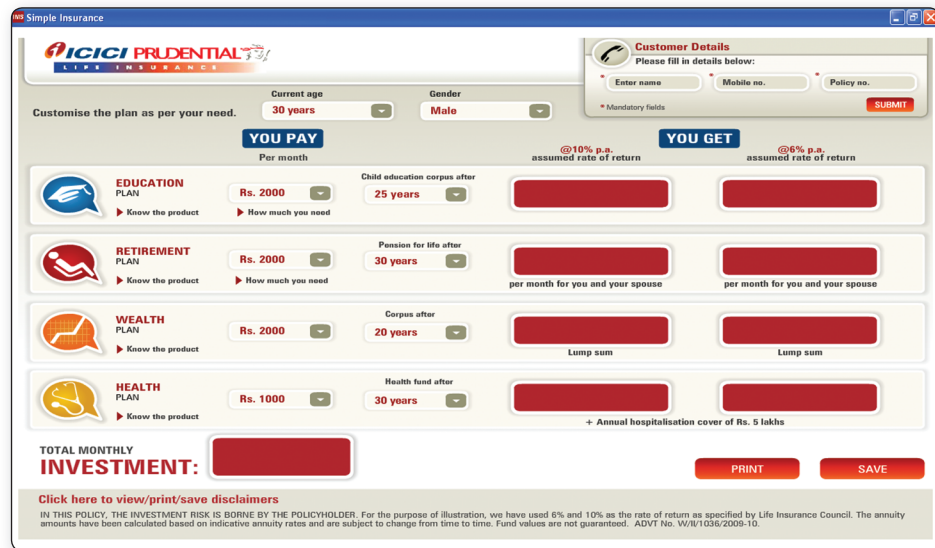 INIS Simple Insurance
ICICI PRUDENTIAL
LIFE INSURANCE
Customer Details
Please fill in details below:
* Enter name * Mobile no. * Policy no.
* Mandatory fields SUBMIT
Current age Gender
Customise the plan as per your need. 30 years Male
YOU PAY YOU GET
Per month
@10% p.a. @6% p.a.
assumed rate of return assumed rate of return
EDUCATION
PLAN
Know the product
Rs. 2000
How much you need
Child education corpus after
25 years
RETIREMENT
PLAN
Know the product
Rs. 2000
How much you need
Pension for life after
30 years
per month for you and your spouse per month for you and your spouse
WEALTH
PLAN
Know the product
Rs. 2000
Corpus after
20 years
Lump sum Lump sum
HEALTH
PLAN
Know the product
Rs. 1000
Health fund after
30 years
+ Annual hospitalisation cover of Rs. 5 lakhs
TOTAL MONTHLY
INVESTMENT:
PRINT SAVE
Click here to view/print/save disclaimers
IN THIS POLICY, THE INVESTMENT RISK IS BORNE BY THE POLICYHOLDER. For the purpose of illustration, we have used 6% and 10% as the rate of return as specified by Life Insurance Council. The annuity
amounts have been calculated based on indicative annuity rates and are subject to change from time to time. Fund values are not guaranteed. ADVT No. W/II/1036/2009-10.